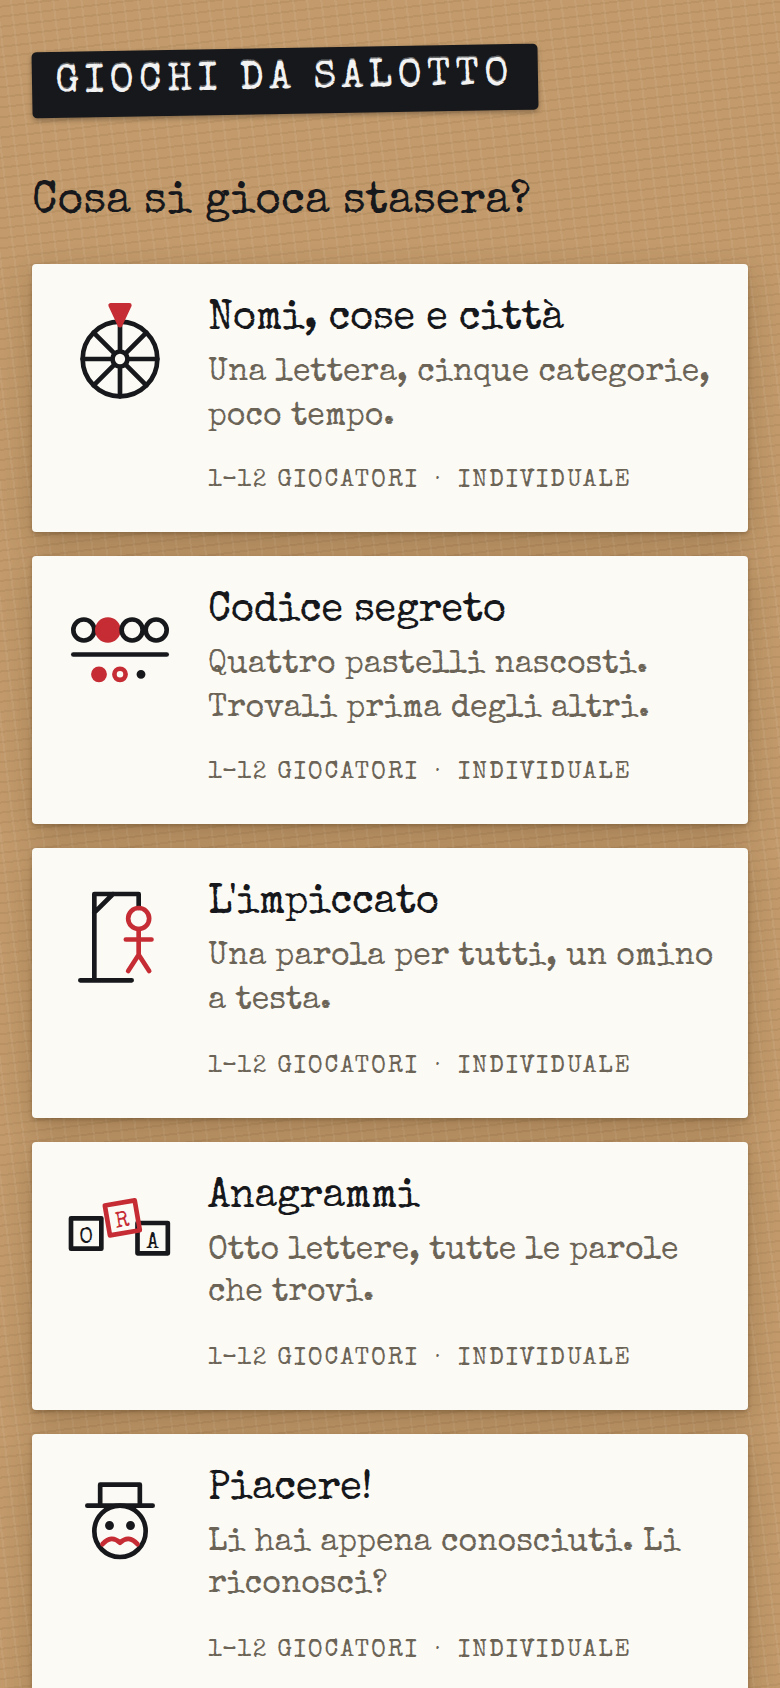 GIOCHI DA SALOTTO
Cosa si gioca stasera?
Nomi, cose e città
Una lettera, cinque categorie,
poco tempo.
1–12 GIOCATORI · INDIVIDUALE
Codice segreto
Quattro pastelli nascosti.
Trovali prima degli altri.
1–12 GIOCATORI · INDIVIDUALE
L'impiccato
Una parola per tutti, un omino
a testa.
1–12 GIOCATORI · INDIVIDUALE
O R A
Anagrammi
Otto lettere, tutte le parole
che trovi.
1–12 GIOCATORI · INDIVIDUALE
Piacere!
Li hai appena conosciuti. Li
riconosci?
1–12 GIOCATORI · INDIVIDUALE